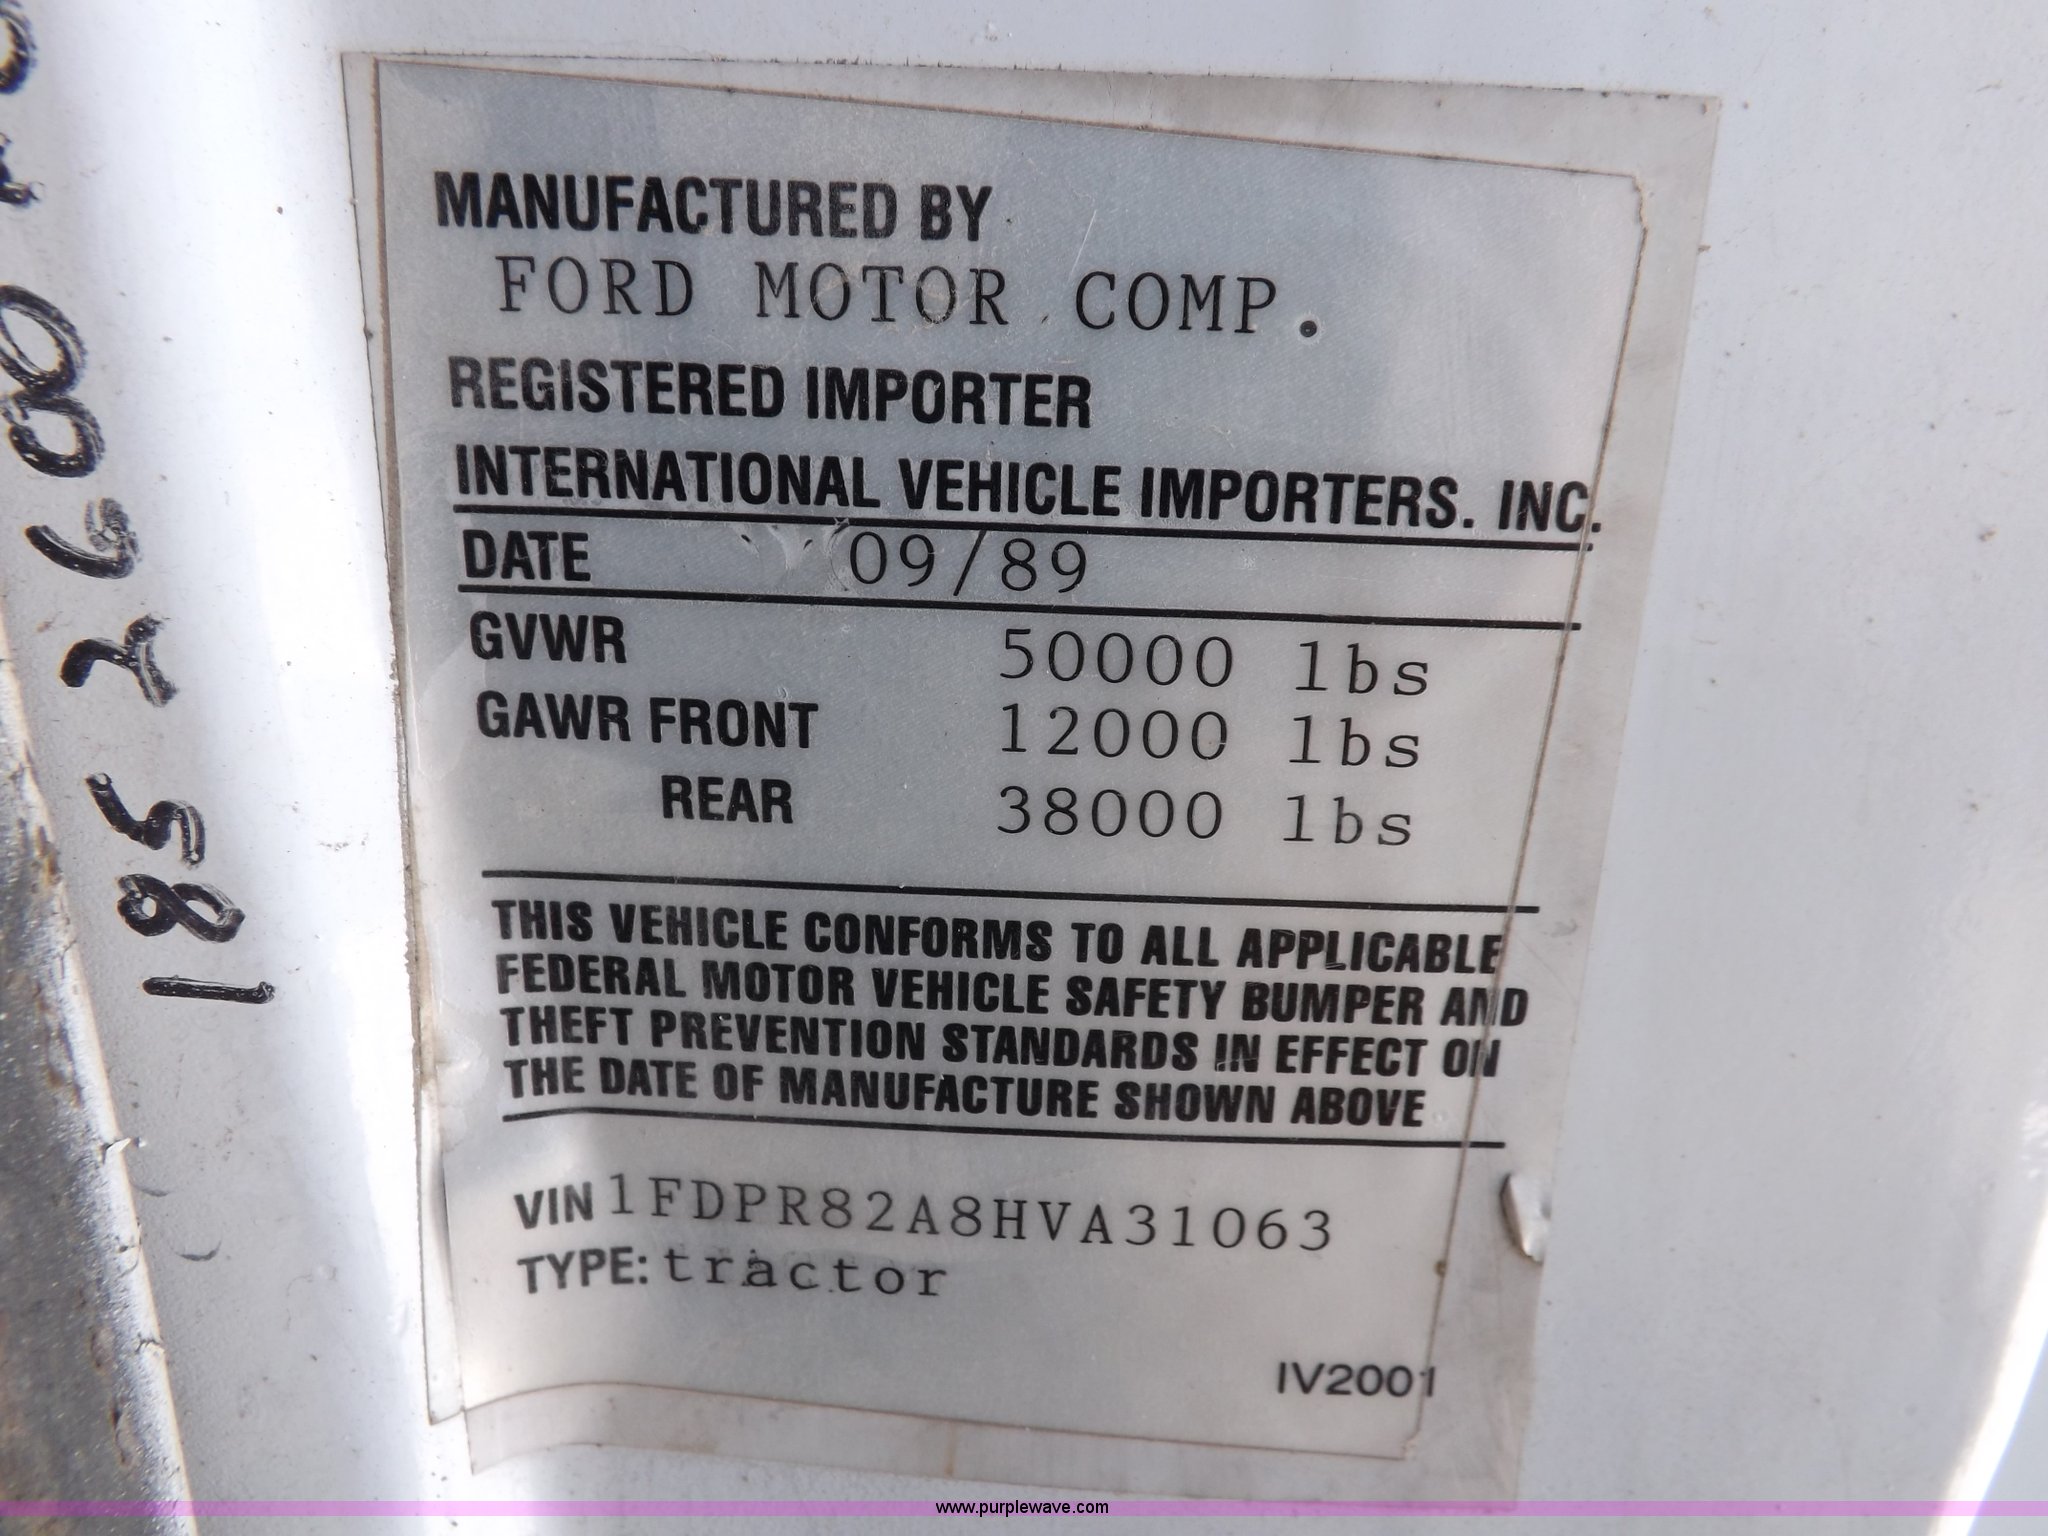 MANUFACTURED BY
FORD MOTOR COMP.
REGISTERED IMPORTER
INTERNATIONAL VEHICLE IMPORTERS. INC.
DATE 09/89
GVWR 50000 lbs
GAWR FRONT 12000 lbs
REAR 38000 lbs
THIS VEHICLE CONFORMS TO ALL APPLICABLE
FEDERAL MOTOR VEHICLE SAFETY BUMPER AND
THEFT PREVENTION STANDARDS IN EFFECT ON
THE DATE OF MANUFACTURE SHOWN ABOVE
VIN 1FDPR82A8HVA31063
TYPE: tractor
IV2001
www.purplewave.com